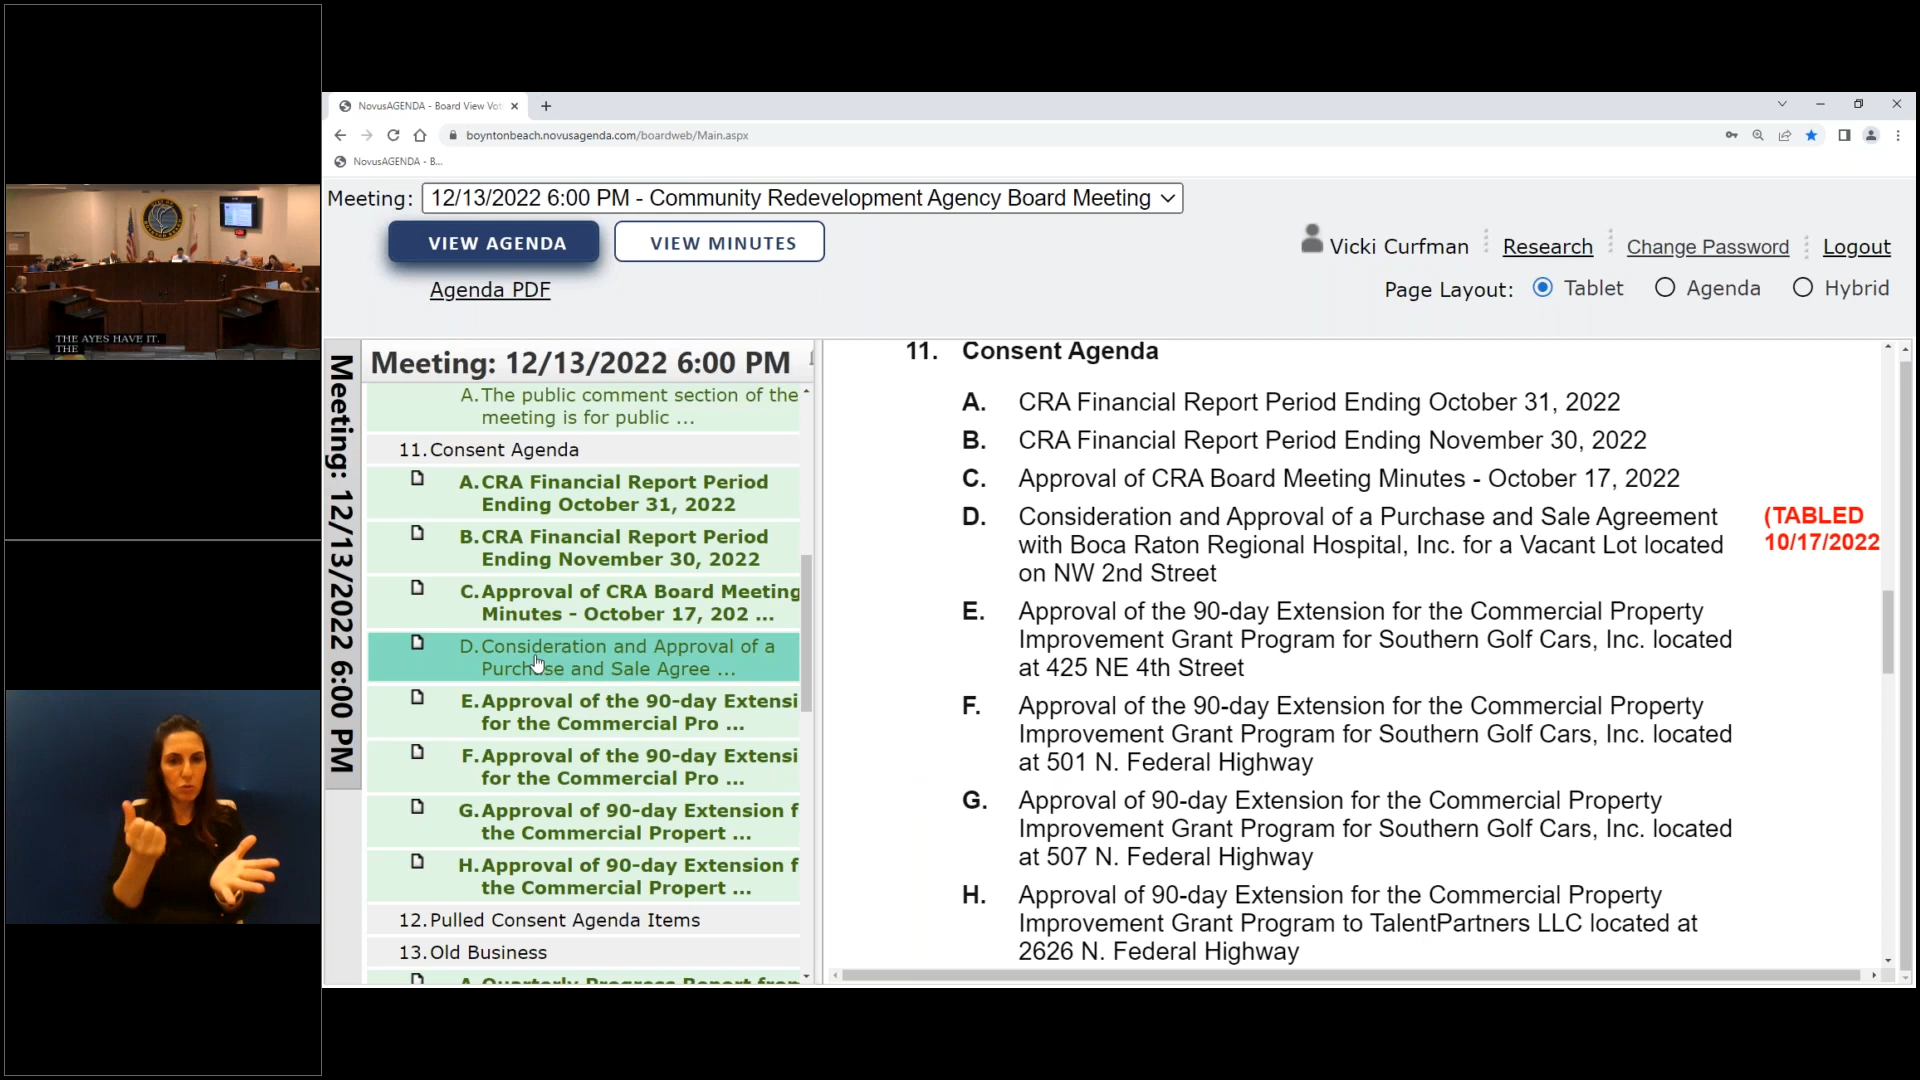 NovusAGENDA - Board View Vot
boyntonbeach.novusagenda.com/boardweb/Main.aspx
NovusAGENDA - B...
Meeting: 12/13/2022 6:00 PM - Community Redevelopment Agency Board Meeting
VIEW AGENDA VIEW MINUTES
Vicki Curfman Research Change Password Logout
Agenda PDF
Page Layout: Tablet Agenda Hybrid
THE AYES HAVE IT.
THE
Meeting: 12/13/2022 6:00 PM
Meeting: 12/13/2022 6:00 PM
A. The public comment section of the
meeting is for public ...
11. Consent Agenda
A. CRA Financial Report Period
Ending October 31, 2022
B. CRA Financial Report Period
Ending November 30, 2022
C. Approval of CRA Board Meeting
Minutes - October 17, 202 ...
D. Consideration and Approval of a
Purchase and Sale Agree ...
E. Approval of the 90-day Extensi
for the Commercial Pro ...
F. Approval of the 90-day Extensi
for the Commercial Pro ...
G. Approval of 90-day Extension f
the Commercial Propert ...
H. Approval of 90-day Extension f
the Commercial Propert ...
12. Pulled Consent Agenda Items
13. Old Business
A. Quarterly Progress Report from
11. Consent Agenda
A. CRA Financial Report Period Ending October 31, 2022
B. CRA Financial Report Period Ending November 30, 2022
C. Approval of CRA Board Meeting Minutes - October 17, 2022
D. Consideration and Approval of a Purchase and Sale Agreement
with Boca Raton Regional Hospital, Inc. for a Vacant Lot located
on NW 2nd Street
(TABLED
10/17/2022
E. Approval of the 90-day Extension for the Commercial Property
Improvement Grant Program for Southern Golf Cars, Inc. located
at 425 NE 4th Street
F. Approval of the 90-day Extension for the Commercial Property
Improvement Grant Program for Southern Golf Cars, Inc. located
at 501 N. Federal Highway
G. Approval of 90-day Extension for the Commercial Property
Improvement Grant Program for Southern Golf Cars, Inc. located
at 507 N. Federal Highway
H. Approval of 90-day Extension for the Commercial Property
Improvement Grant Program to TalentPartners LLC located at
2626 N. Federal Highway